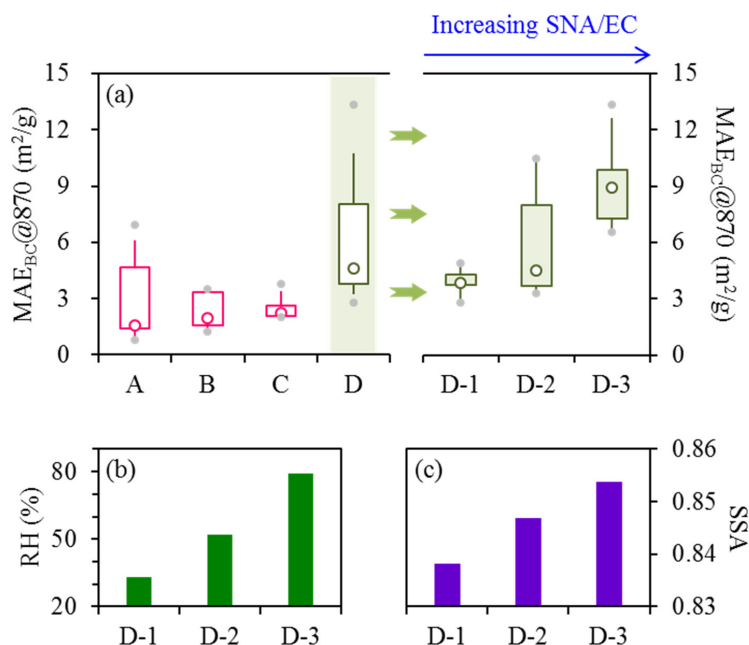 Increasing SNA/EC
(a)
MAE_BC@870 (m²/g)
15
12
9
6
3
0
A B C D
15
12
9
6
3
0
MAE_BC@870 (m²/g)
D-1 D-2 D-3
(b)
RH (%)
80
50
20
D-1 D-2 D-3
(c)
0.86
0.85
0.84
0.83
SSA
D-1 D-2 D-3